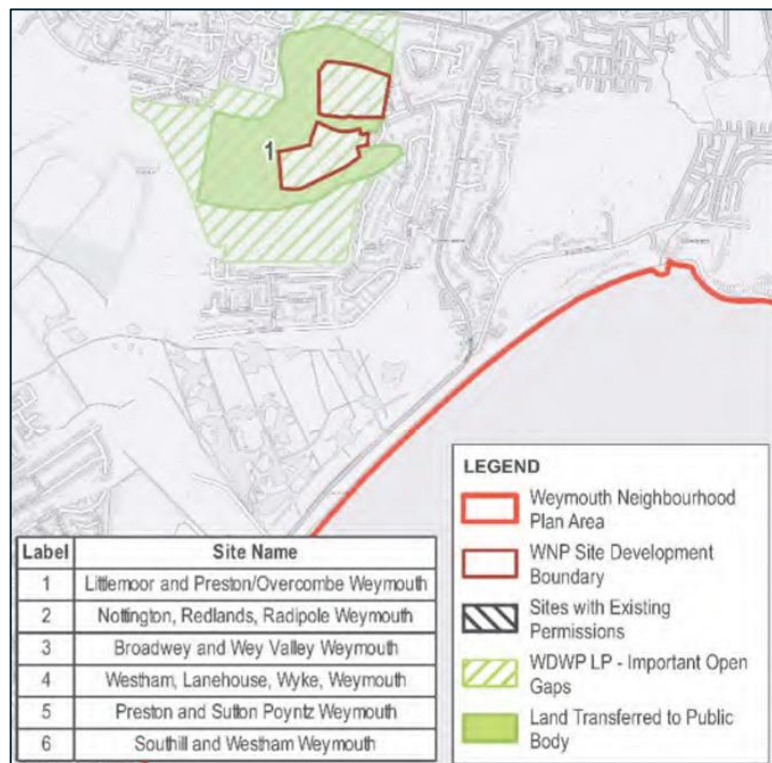 1
LEGEND
Weymouth Neighbourhood
Plan Area
WNP Site Development
Boundary
Sites with Existing
Permissions
WDWP LP - Important Open
Gaps
Land Transferred to Public
Body
Label Site Name
1 Littlemoor and Preston/Overcombe Weymouth
2 Nottington, Redlands, Radipole Weymouth
3 Broadwey and Wey Valley Weymouth
4 Westham, Lanehouse, Wyke, Weymouth
5 Preston and Sutton Poyntz Weymouth
6 Southill and Westham Weymouth